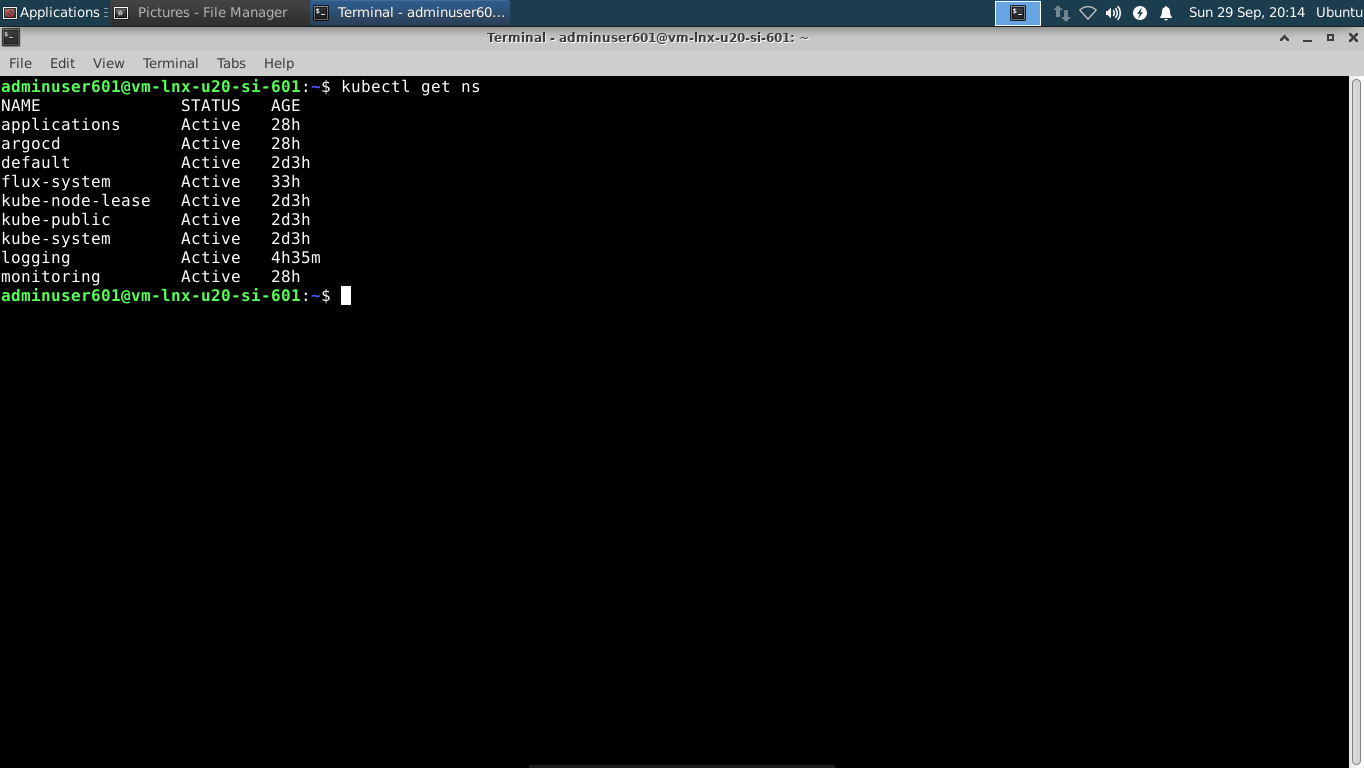 Applications Pictures - File Manager Terminal - adminuser60... Sun 29 Sep, 20:14 Ubuntu
Terminal - adminuser601@vm-lnx-u20-si-601: ~
File Edit View Terminal Tabs Help
adminuser601@vm-lnx-u20-si-601:~$ kubectl get ns
NAME STATUS AGE
applications Active 28h
argocd Active 28h
default Active 2d3h
flux-system Active 33h
kube-node-lease Active 2d3h
kube-public Active 2d3h
kube-system Active 2d3h
logging Active 4h35m
monitoring Active 28h
adminuser601@vm-lnx-u20-si-601:~$